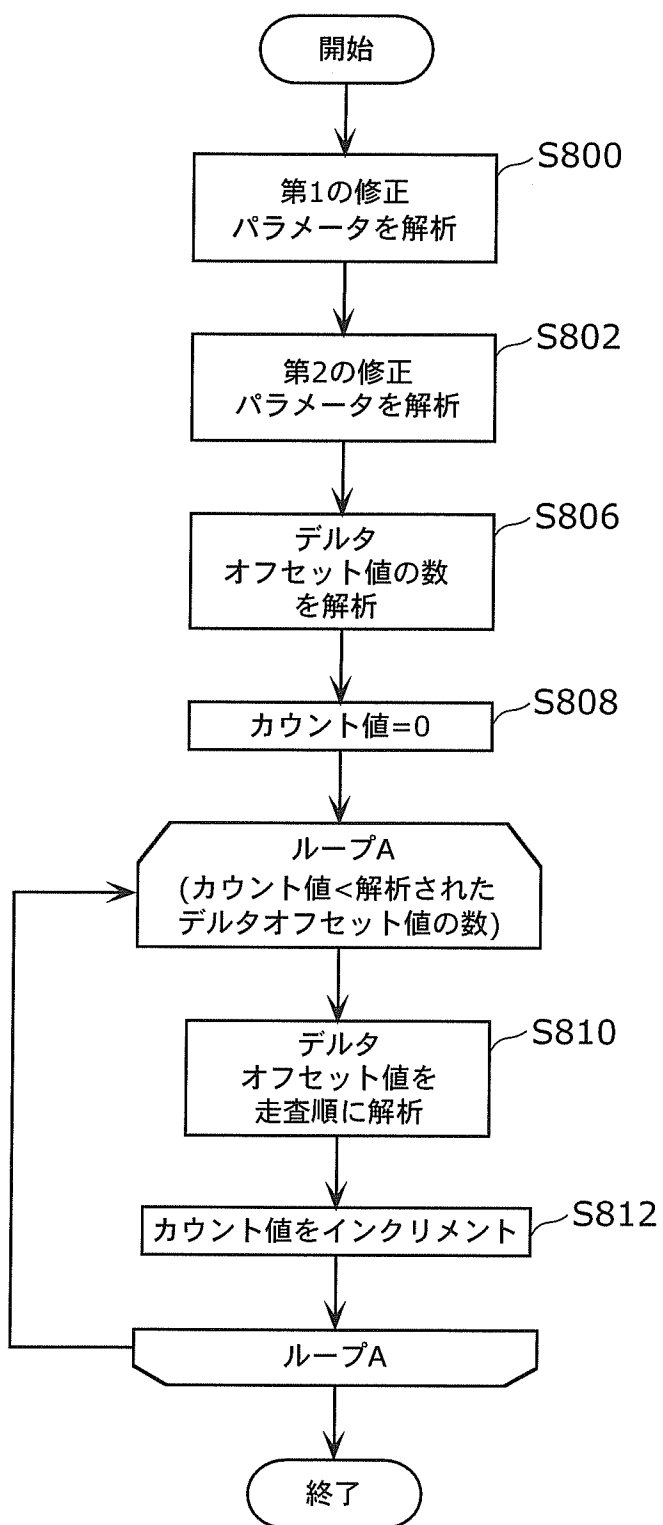 開始
S800
第1の修正
パラメータを解析
S802
第2の修正
パラメータを解析
S806
デルタ
オフセット値の数
を解析
S808
カウント値=0
ループA
(カウント値<解析された
デルタオフセット値の数)
S810
デルタ
オフセット値を
走査順に解析
S812
カウント値をインクリメント
ループA
終了